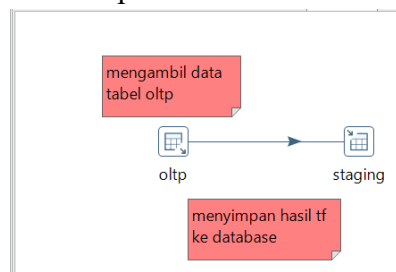 mengambil data
tabel oltp
oltp
staging
menyimpan hasil tf
ke database